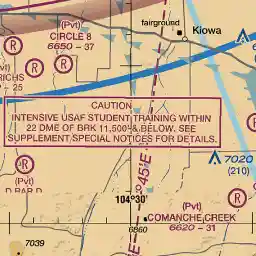 fairground
Kiowa
(Pvt)
CIRCLE 8
6650 - 37
R
R
RICHS
- 25
CAUTION
INTENSIVE USAF STUDENT TRAINING WITHIN
22 DME OF BRK 11,500' & BELOW. SEE
SUPPLEMENT SPECIAL NOTICES FOR DETAILS.
R
(Pvt)
D BAR D
7020
(210)
45'E
104°30'
(Pvt)
COMANCHE CREEK
6620 - 31
6860
7039